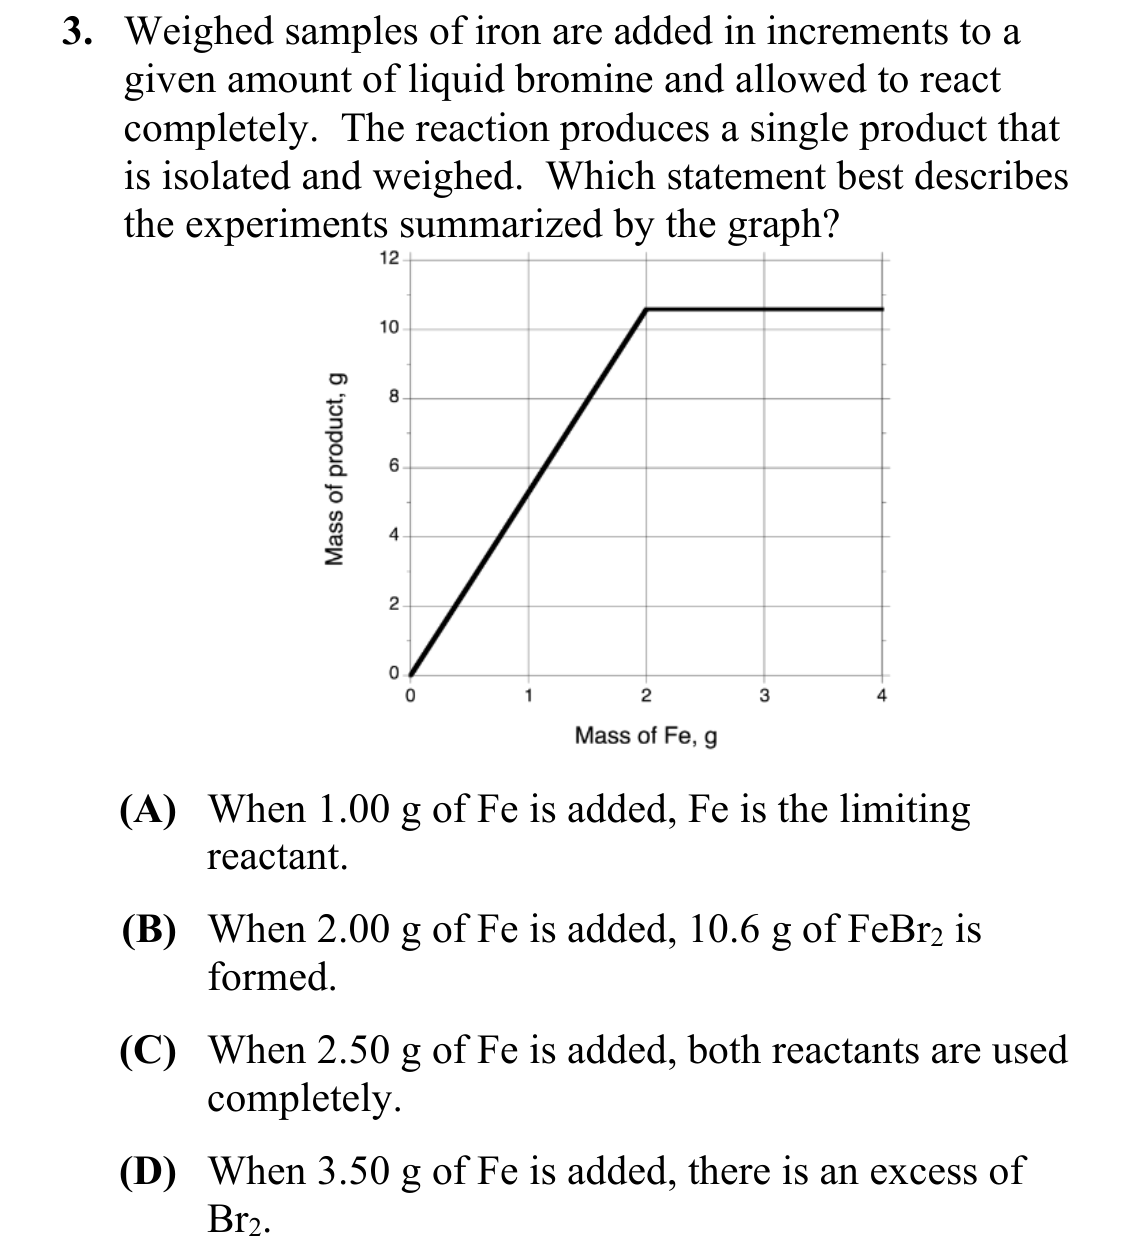 3. Weighed samples of iron are added in increments to a
given amount of liquid bromine and allowed to react
completely. The reaction produces a single product that
is isolated and weighed. Which statement best describes
the experiments summarized by the graph?
12
10
8
6
4
2
0
Mass of product, g
0 1 2 3 4
Mass of Fe, g
(A) When 1.00 g of Fe is added, Fe is the limiting
reactant.
(B) When 2.00 g of Fe is added, 10.6 g of FeBr₂ is
formed.
(C) When 2.50 g of Fe is added, both reactants are used
completely.
(D) When 3.50 g of Fe is added, there is an excess of
Br₂.